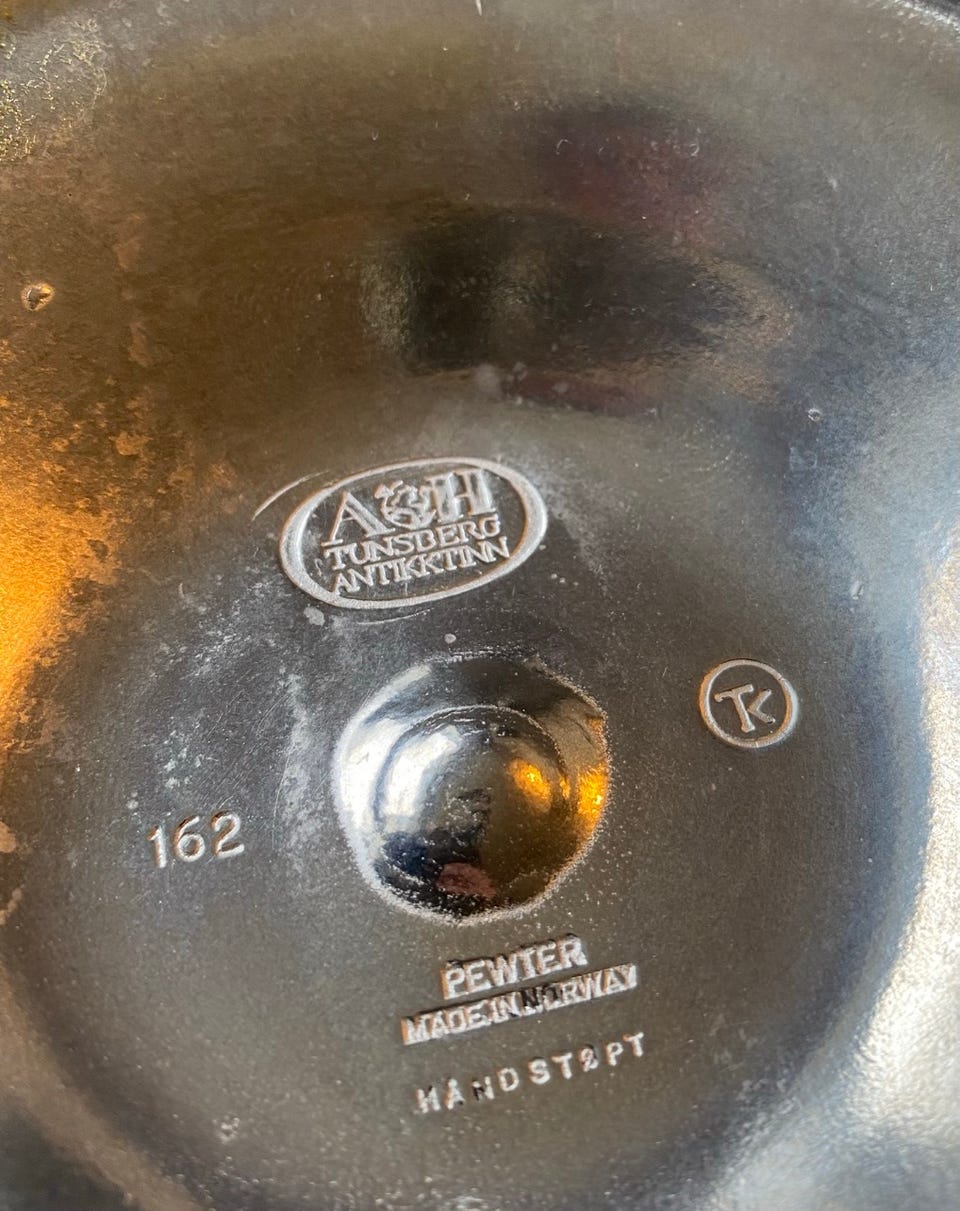 A&H
TUNSBERG
ANTIKKTINN
TK
162
PEWTER
MADE IN NORWAY
HÅNDSTØPT